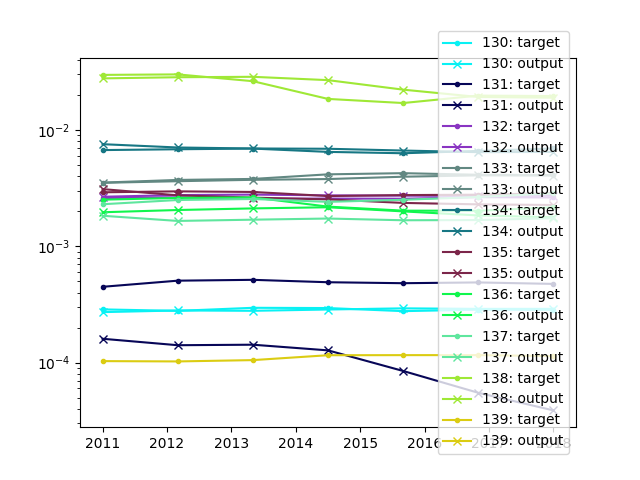 130: target
130: output
131: target
131: output
132: target
132: output
133: target
133: output
134: target
134: output
135: target
135: output
136: target
136: output
137: target
137: output
138: target
138: output
139: target
139: output
10⁻²
10⁻³
10⁻⁴
2011 2012 2013 2014 2015 2016 2017 2018